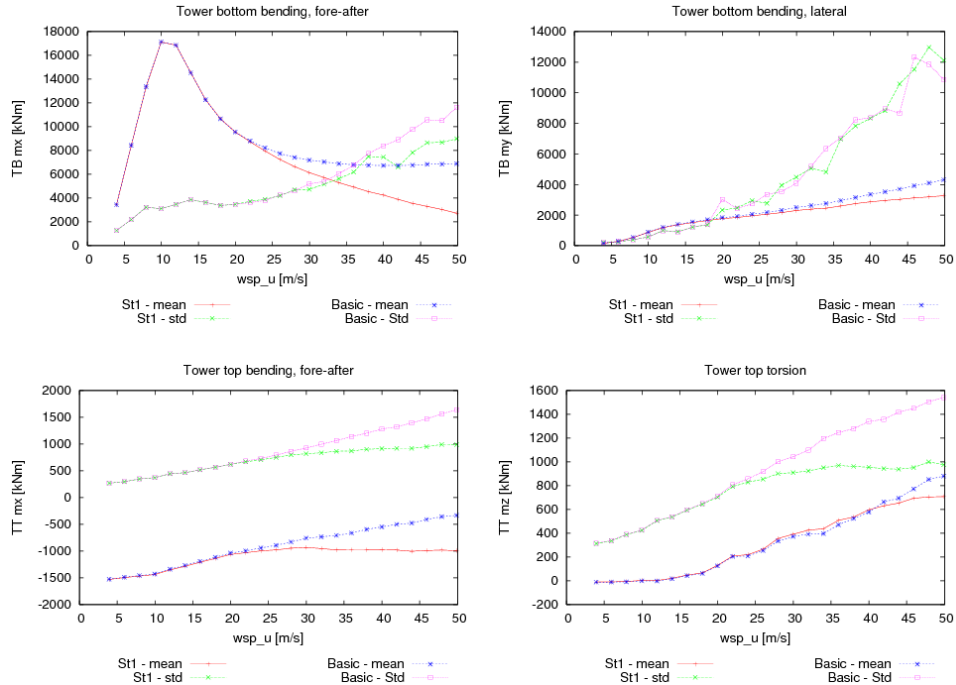 Tower bottom bending, fore-after
18000
16000
14000
12000
10000
8000
6000
4000
2000
0
TB mx [kNm]
0 5 10 15 20 25 30 35 40 45 50
wsp_u [m/s]
St1 - mean
St1 - std
Basic - mean
Basic - Std
Tower bottom bending, lateral
14000
12000
10000
8000
6000
4000
2000
0
TB my [kNm]
0 5 10 15 20 25 30 35 40 45 50
wsp_u [m/s]
St1 - mean
St1 - std
Basic - mean
Basic - Std
Tower top bending, fore-after
2000
1500
1000
500
0
-500
-1000
-1500
-2000
TT mx [kNm]
0 5 10 15 20 25 30 35 40 45 50
wsp_u [m/s]
St1 - mean
St1 - std
Basic - mean
Basic - Std
Tower top torsion
1600
1400
1200
1000
800
600
400
200
0
-200
TT mz [kNm]
0 5 10 15 20 25 30 35 40 45 50
wsp_u [m/s]
St1 - mean
St1 - std
Basic - mean
Basic - Std